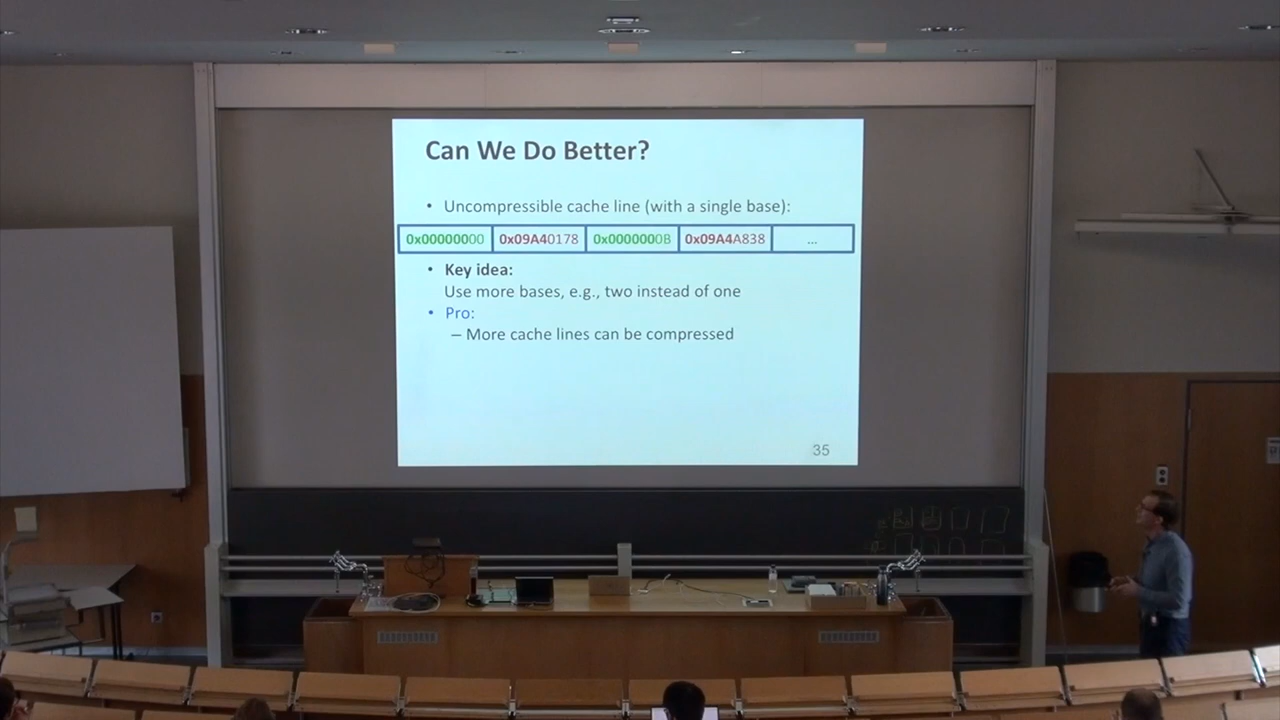 Can We Do Better?
• Uncompressible cache line (with a single base):
0x00000000 0x09A40178 0x0000000B 0x09A4A838 ...
• Key idea:
Use more bases, e.g., two instead of one
• Pro:
– More cache lines can be compressed
35